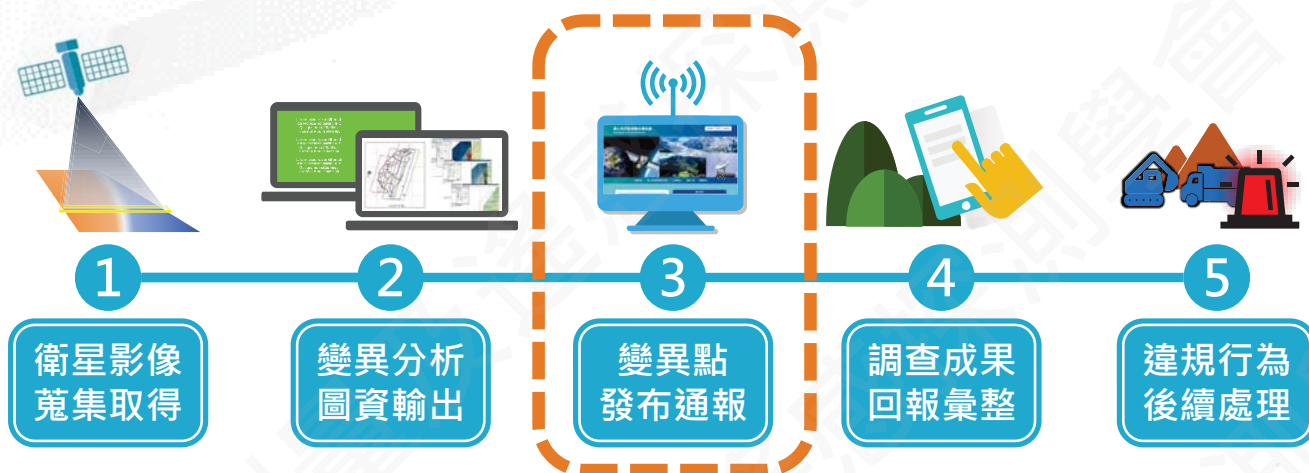 1
2
3
4
5
衛星影像
蒐集取得
變異分析
圖資輸出
變異點
發布通報
調查成果
回報彙整
違規行為
後續處理